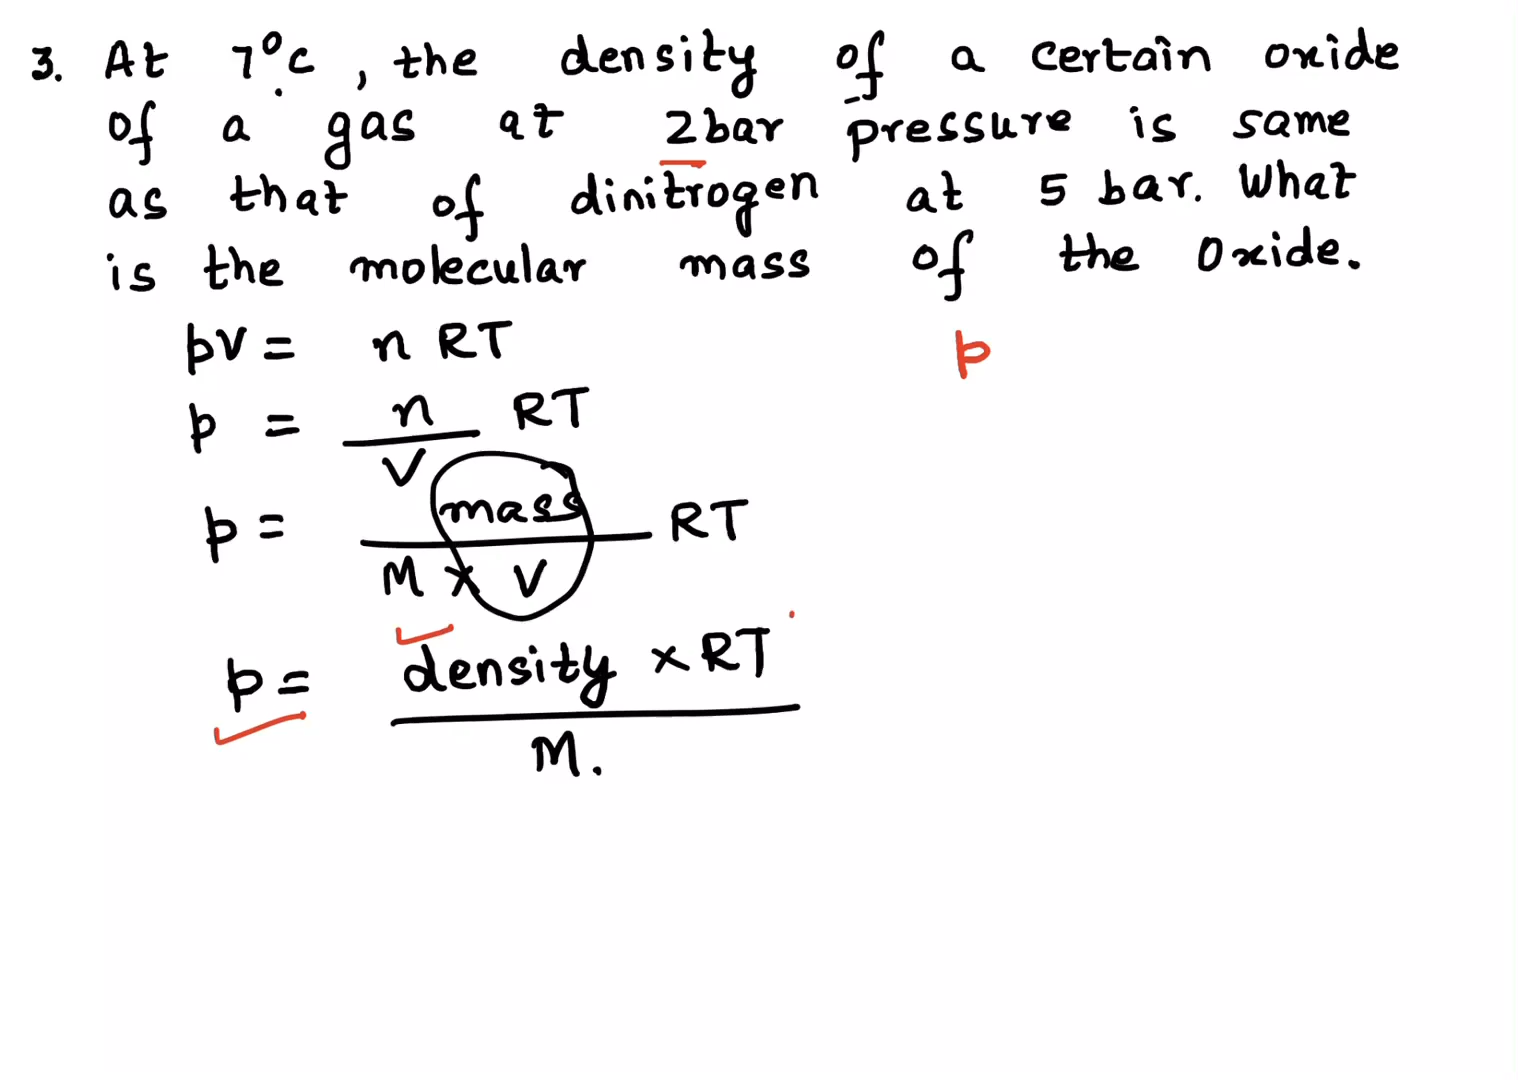 3. At 7°c, the density of a certain oxide
of a gas at 2bar pressure is same
as that of dinitrogen at 5 bar. What
is the molecular mass of the Oxide.
pV = n RT
p
p = n/V RT
p = mass/M × V RT
p = density × RT/M.